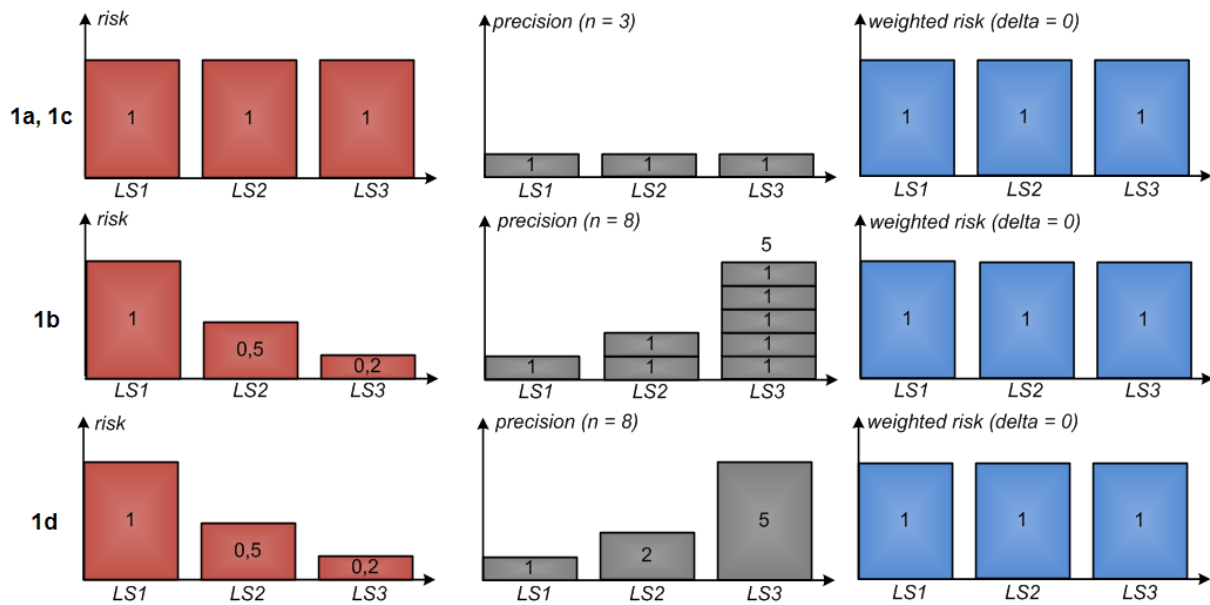 risk precision (n = 3) weighted risk (delta = 0)
1a, 1c 1 1 1 1 1 1 1 1 1
LS1 LS2 LS3 LS1 LS2 LS3 LS1 LS2 LS3
risk precision (n = 8) weighted risk (delta = 0)
5
1
1
1b 1 1 1 1 1
0,5 1 1
0,2 1 1 1
LS1 LS2 LS3 LS1 LS2 LS3 LS1 LS2 LS3
risk precision (n = 8) weighted risk (delta = 0)
1d 1 5 1 1 1
0,5 2
0,2 1
LS1 LS2 LS3 LS1 LS2 LS3 LS1 LS2 LS3